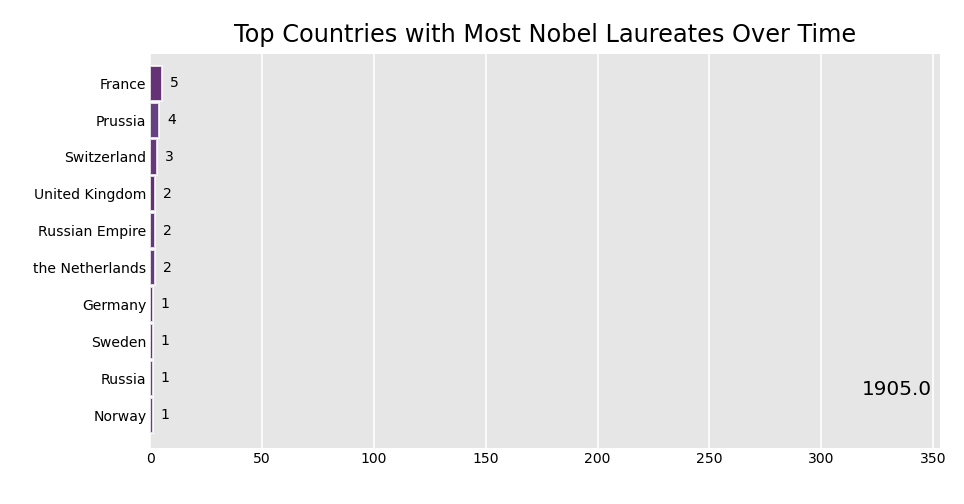 Top Countries with Most Nobel Laureates Over Time
France 5
Prussia 4
Switzerland 3
United Kingdom 2
Russian Empire 2
the Netherlands 2
Germany 1
Sweden 1
Russia 1
1905.0
Norway 1
0 50 100 150 200 250 300 350